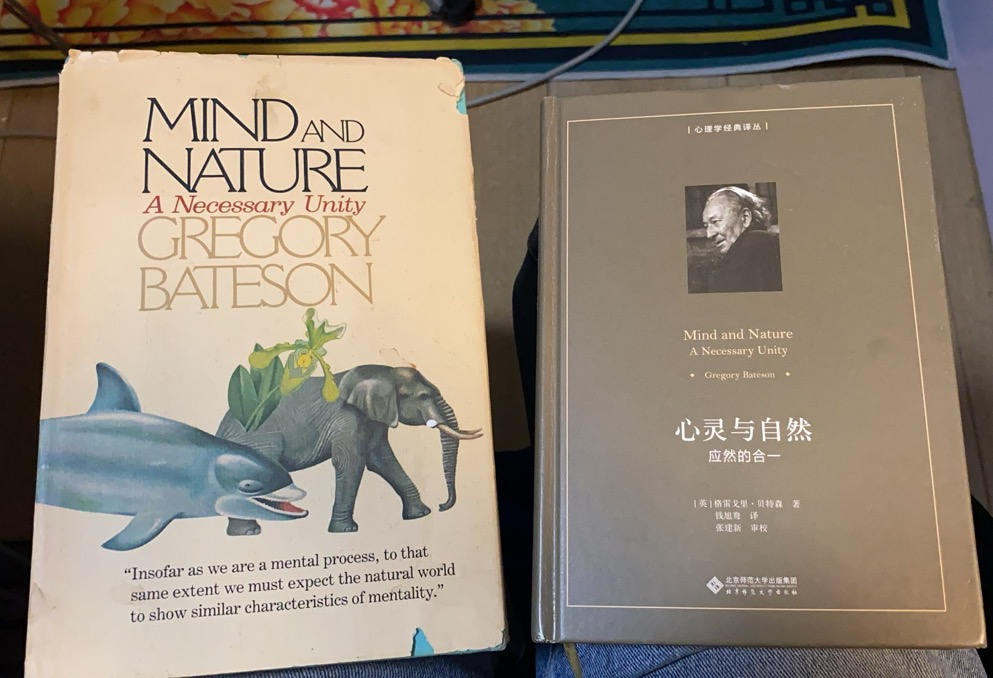 MIND AND
NATURE
A Necessary Unity
GREGORY
BATESON
“Insofar as we are a mental process, to that
same extent we must expect the natural world
to show similar characteristics of mentality.”
| 心理学经典译丛 |
Mind and Nature
A Necessary Unity
Gregory Bateson
心灵与自然
应然的合一
[英]格雷戈里·贝特森 著
钱旭鸯 译
张建新 审校
北京师范大学出版集团
北京师范大学出版社